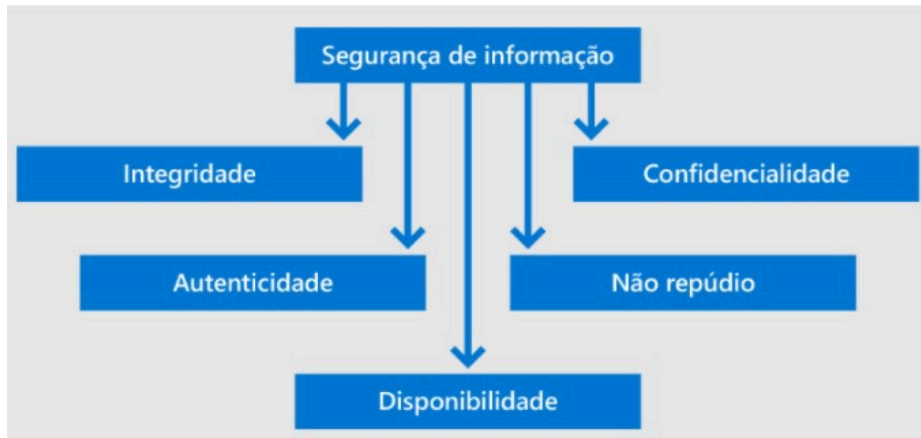 Segurança de informação
Integridade
Confidencialidade
Autenticidade
Não repúdio
Disponibilidade